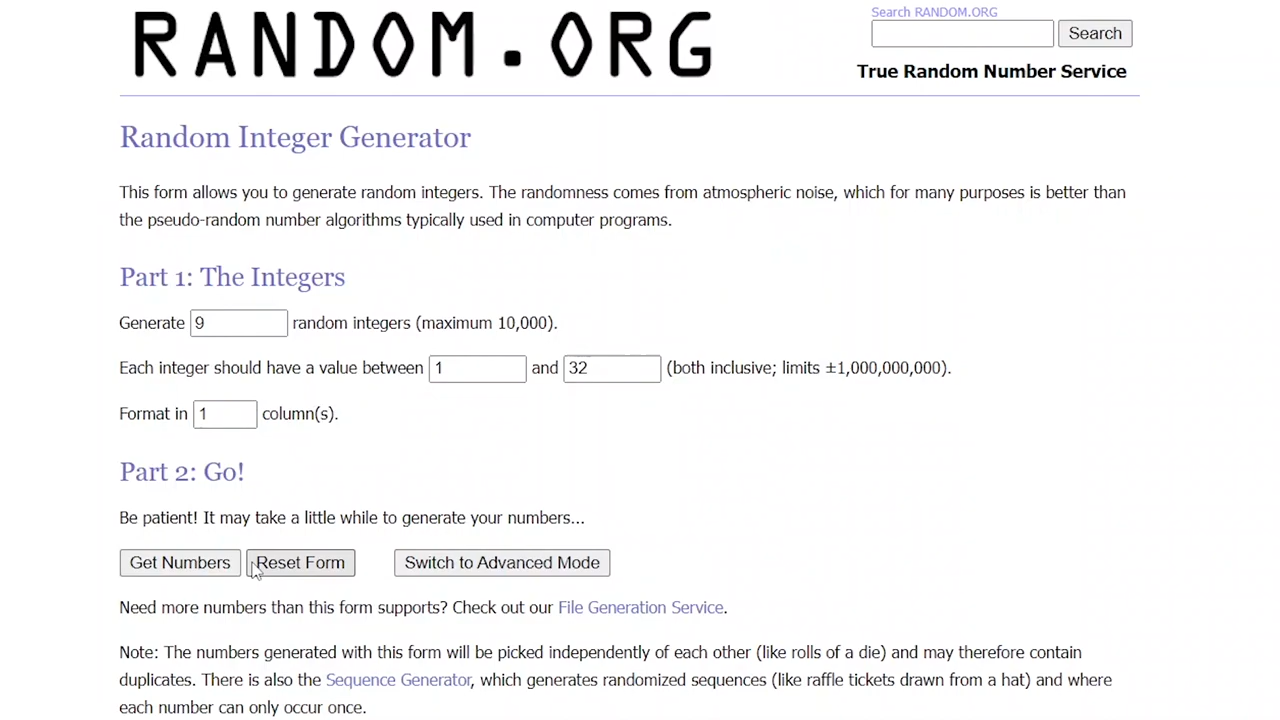 RANDOM.ORG
Search RANDOM.ORG
Search
True Random Number Service
Random Integer Generator
This form allows you to generate random integers. The randomness comes from atmospheric noise, which for many purposes is better than
the pseudo-random number algorithms typically used in computer programs.
Part 1: The Integers
Generate 9 random integers (maximum 10,000).
Each integer should have a value between 1 and 32 (both inclusive; limits ±1,000,000,000).
Format in 1 column(s).
Part 2: Go!
Be patient! It may take a little while to generate your numbers...
Get Numbers Reset Form Switch to Advanced Mode
Need more numbers than this form supports? Check out our File Generation Service.
Note: The numbers generated with this form will be picked independently of each other (like rolls of a die) and may therefore contain
duplicates. There is also the Sequence Generator, which generates randomized sequences (like raffle tickets drawn from a hat) and where
each number can only occur once.